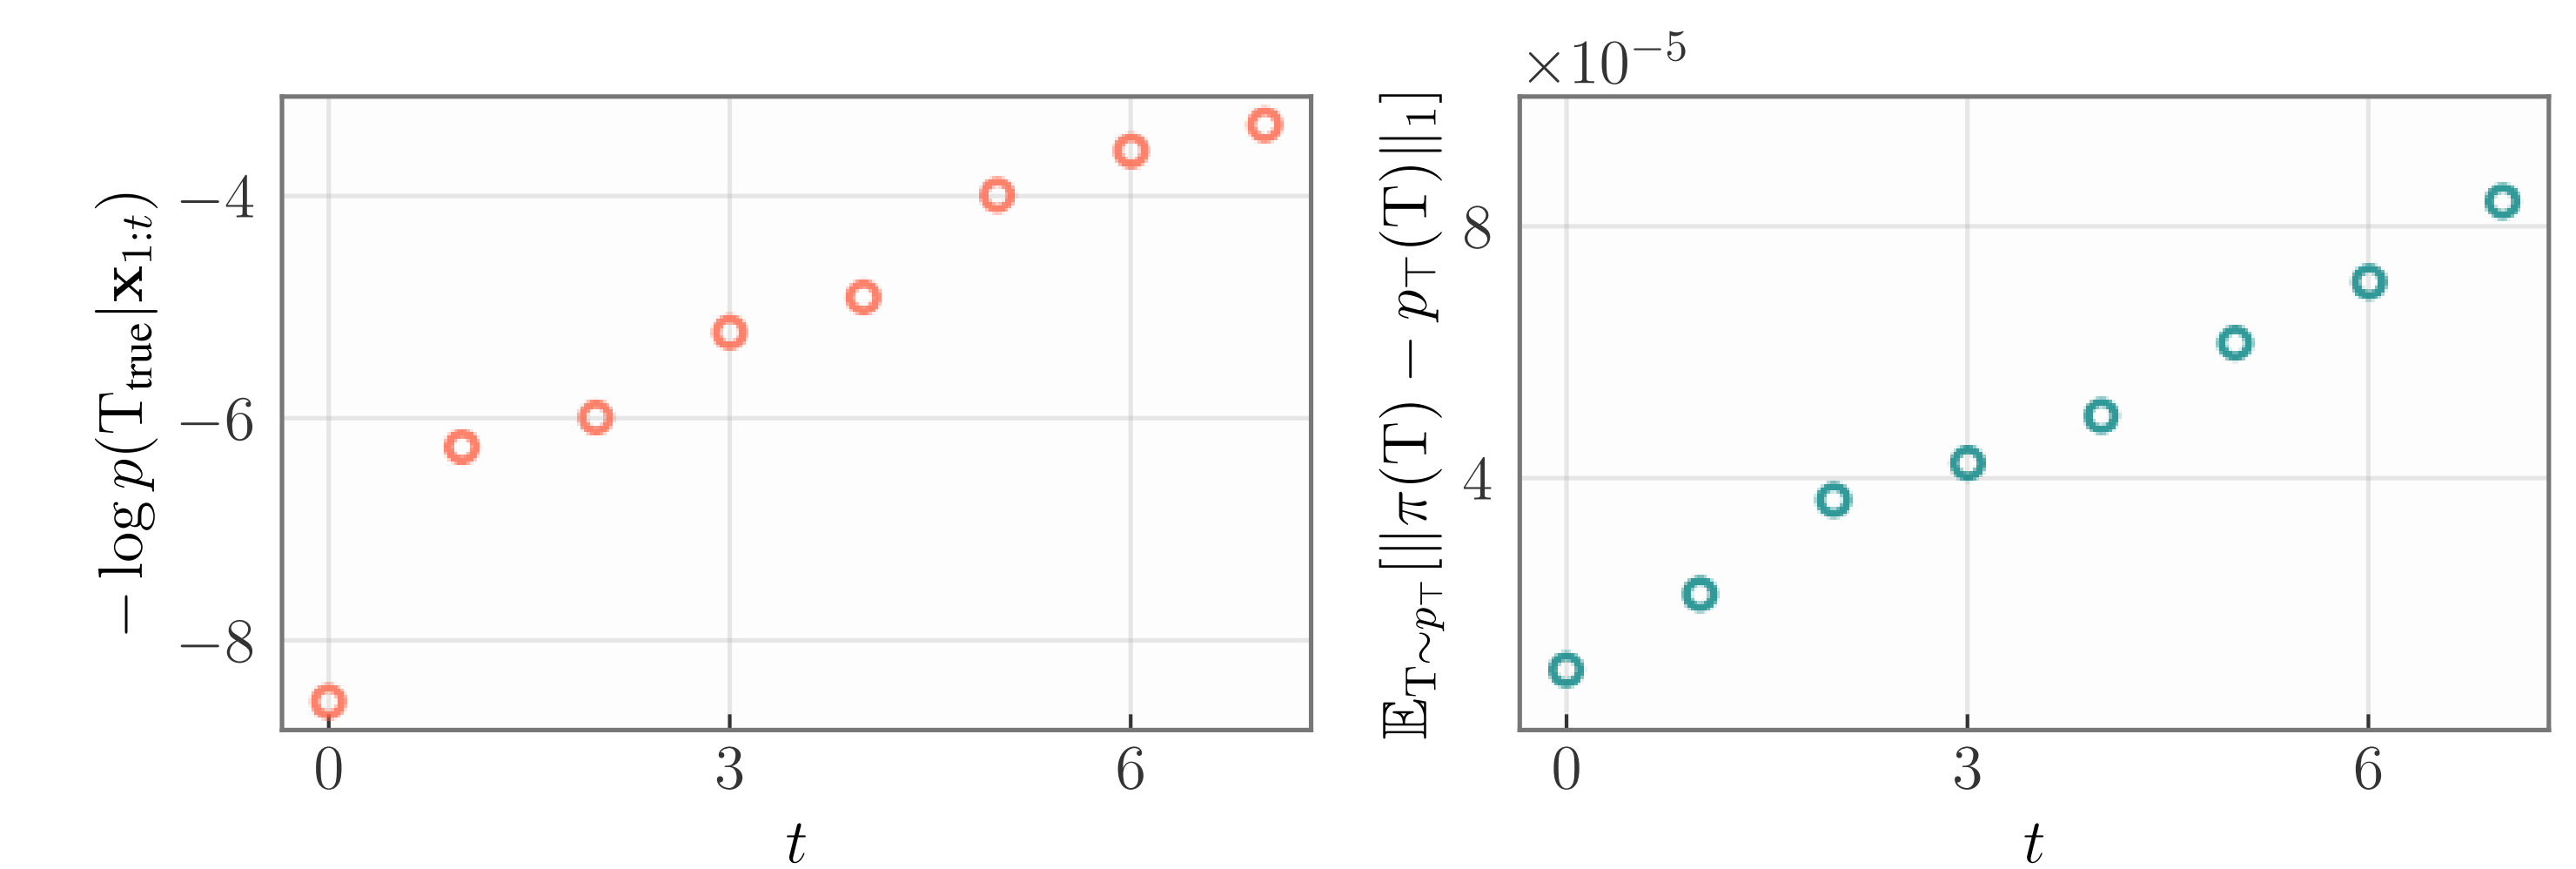 −log p(T_true|x_{1:t})
−4
−6
−8
0 3 6
t
×10⁻⁵
𝔼_{T∼p_⊤}[‖|π(T) − p_⊤(T)‖|₁]
8
4
0 3 6
t